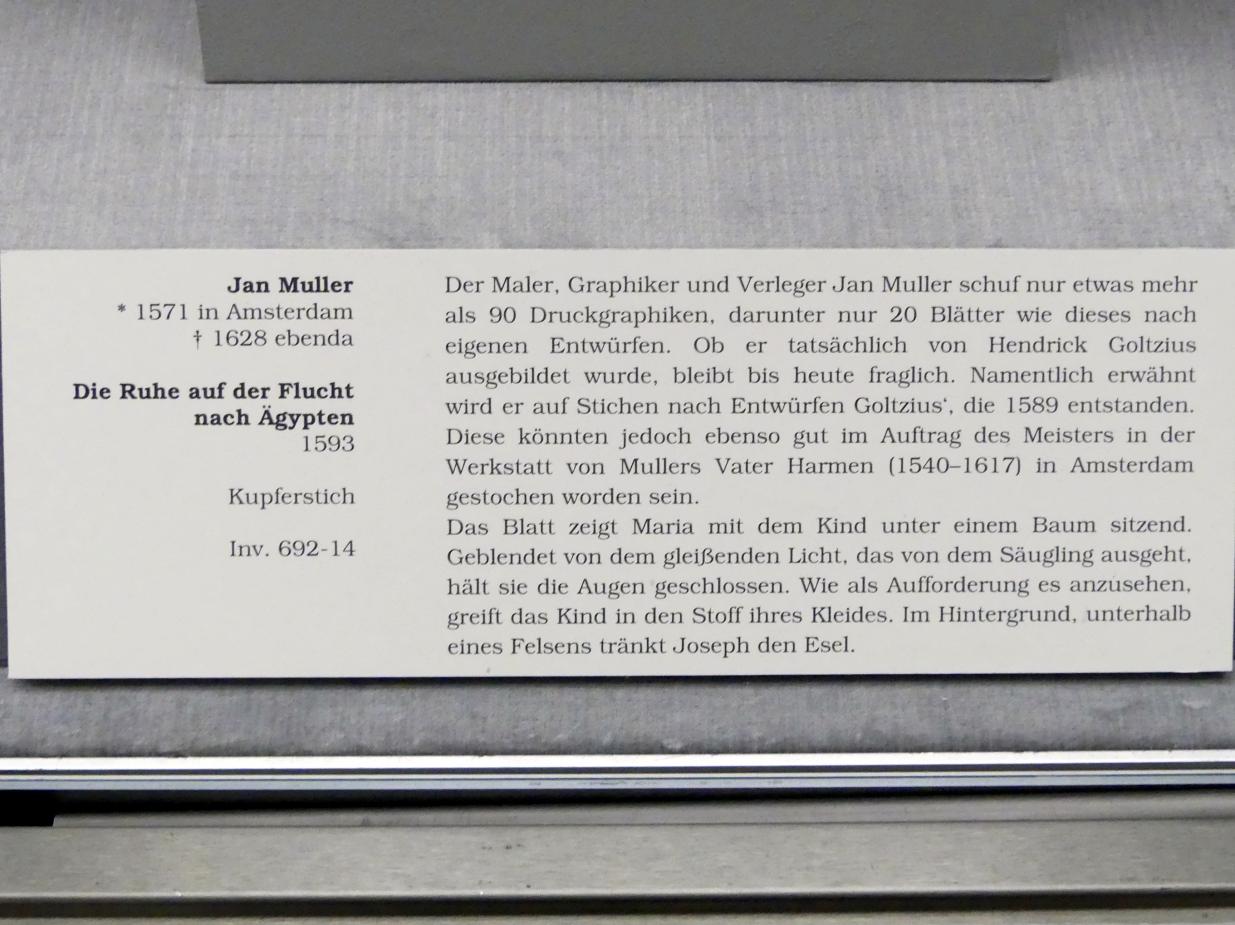 Jan Muller
* 1571 in Amsterdam
† 1628 ebenda
Die Ruhe auf der Flucht
nach Ägypten
1593
Kupferstich
Inv. 692-14
Der Maler, Graphiker und Verleger Jan Muller schuf nur etwas mehr
als 90 Druckgraphiken, darunter nur 20 Blätter wie dieses nach
eigenen Entwürfen. Ob er tatsächlich von Hendrick Goltzius
ausgebildet wurde, bleibt bis heute fraglich. Namentlich erwähnt
wird er auf Stichen nach Entwürfen Goltzius‘, die 1589 entstanden.
Diese könnten jedoch ebenso gut im Auftrag des Meisters in der
Werkstatt von Mullers Vater Harmen (1540–1617) in Amsterdam
gestochen worden sein.
Das Blatt zeigt Maria mit dem Kind unter einem Baum sitzend.
Geblendet von dem gleißenden Licht, das von dem Säugling ausgeht,
hält sie die Augen geschlossen. Wie als Aufforderung es anzusehen,
greift das Kind in den Stoff ihres Kleides. Im Hintergrund, unterhalb
eines Felsens tränkt Joseph den Esel.